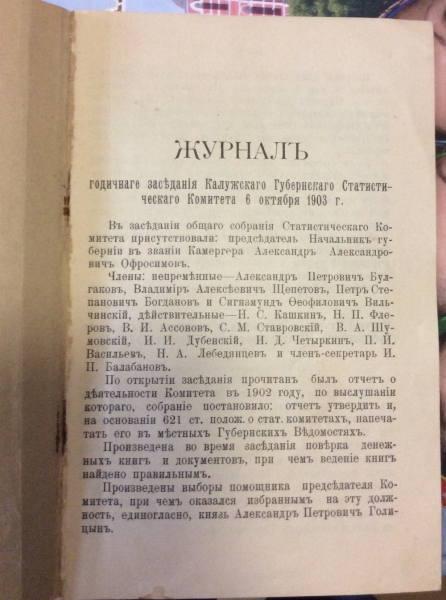 ЖУРНАЛЪ
годичнаго засѣданія Калужскаго Губернскаго Статисти-
ческаго Комитета 6 октября 1903 г.
Въ засѣданіи общаго собранія Статистическаго Ко-
митета присутствовали: предсѣдатель Начальникъ гу-
берніи въ званіи Камергера Александръ Александро-
вичъ Офросимовъ.
Члены: непремѣнные—Александръ Петровичъ Бул-
гаковъ, Владиміръ Алексѣевичъ Щепетовъ, Петръ Сте-
пановичъ Богдановъ и Сигизмундъ Ѳеофиловичъ Виль-
чинскій, дѣйствительные—Н. С. Кашкинъ, Н. П. Фле-
ровъ, В. И. Ассоновъ, С. М. Ставровскій, В. А. Шу-
мовскій, И. И. Дубенскій, И. Д. Четыркинъ, П. Й.
Васильевъ, Н. А. Лебедянцевъ и членъ-секретарь И.
П. Балабановъ.
По открытіи засѣданія прочитанъ былъ отчетъ о
дѣятельности Комитета въ 1902 году, по выслушаніи
котораго, собраніе постановило: отчетъ утвердить и,
на основаніи 621 ст. полож. о стат. комитетахъ, напеча-
тать его въ мѣстныхъ Губернскихъ Вѣдомостяхъ.
Произведена во время засѣданія повѣрка денеж-
ныхъ книгъ и документовъ, при чемъ веденіе книгъ
найдено правильнымъ.
Произведены выборы помощника предсѣдателя Ко-
митета, при чемъ оказался избраннымъ на эту долж-
ность, единогласно, князь Александръ Петровичъ Голи-
цынъ.